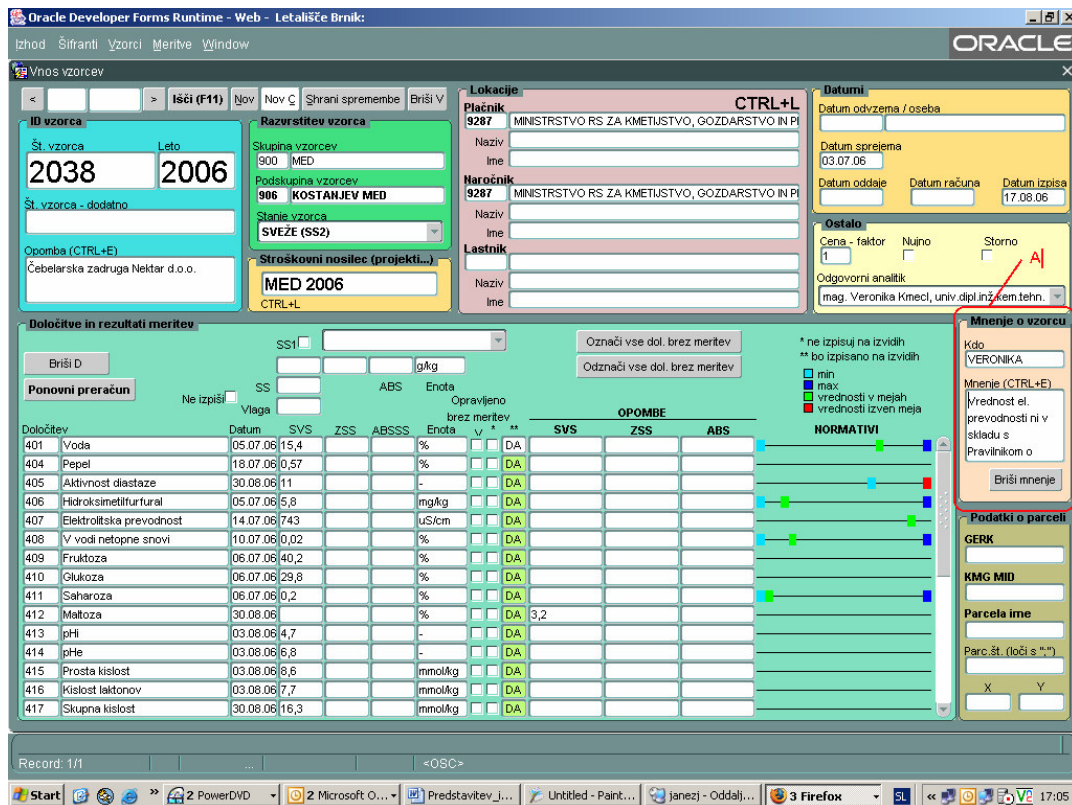 Oracle Developer Forms Runtime - Web - Letališče Brnik:
Izhod Šifranti Vzorci Meritve Window
ORACLE
Vnos vzorcev
< > Išči (F11) Nov Nov C Shrani spremembe Briši V
ID vzorca
Št. vzorca Leto
2038 2006
Št. vzorca - dodatno
Opomba (CTRL+E)
Čebelarska zadruga Nektar d.o.o.
Razvrstitev vzorca
Skupina vzorcev
900 MED
Podskupina vzorcev
906 KOSTANJEV MED
Stanje vzorca
SVEŽE (SS2)
Stroškovni nosilec (projekti...)
MED 2006
CTRL+L
Lokacije
Plačnik CTRL+L
9287 MINISTRSTVO RS ZA KMETIJSTVO, GOZDARSTVO IN PI
Naziv
Ime
Naročnik
9287 MINISTRSTVO RS ZA KMETIJSTVO, GOZDARSTVO IN PI
Naziv
Ime
Lastnik
Naziv
Ime
Datumi
Datum odvzema / oseba
Datum sprejema
03.07.06
Datum oddaje Datum računa Datum izpisa
17.08.06
Ostalo
Cena - faktor Nujno Storno
1
A
Odgovorni analitik
mag. Veronika Kmecl, univ.dipl.inž.kem.tehn.
Določitve in rezultati meritev
SS1
Označi vse dol. brez meritev
Briši D
g/kg
Odznači vse dol. brez meritev
Ponovni preračun
Ne izpiši
SS ABS Enota
Vlaga
Opravljeno
brez meritev
* ne izpisuj na izvidih
** bo izpisano na izvidih
min
max
vrednosti v mejah
vrednosti izven meja
OPOMBE
Določitev Datum SVS ZSS ABSSS Enota V * ** SVS ZSS ABS NORMATIVI
401 Voda 05.07.06 15,4 % DA
404 Pepel 18.07.06 0,57 % DA
405 Aktivnost diastaze 30.08.06 11 - DA
406 Hidroksimetilfurfural 05.07.06 5,8 mg/kg DA
407 Elektrolitska prevodnost 14.07.06 743 uS/cm DA
408 V vodi netopne snovi 10.07.06 0,02 % DA
409 Fruktoza 06.07.06 40,2 % DA
410 Glukoza 06.07.06 29,8 % DA
411 Saharoza 06.07.06 0,2 % DA
412 Maltoza 30.08.06 % DA 3,2
413 pHi 03.08.06 4,7 - DA
414 pHe 03.08.06 6,8 - DA
415 Prosta kislost 03.08.06 8,6 mmol/kg DA
416 Kislost laktonov 03.08.06 7,7 mmol/kg DA
417 Skupna kislost 30.08.06 16,3 mmol/kg DA
Mnenje o vzorcu
Kdo
VERONIKA
Mnenje (CTRL+E)
Vrednost el.
prevodnosti ni v
skladu s
Pravilnikom o
Briši mnenje
Podatki o parceli
GERK
KMG MID
Parcela ime
Parc.št. (loči s ";")
X Y
Record: 1/1 ... <OSC>
Start » 2 PowerDVD 2 Microsoft O... Predstavitev_i... Untitled - Paint... janezj - Oddalj... 3 Firefox SL « 17:05